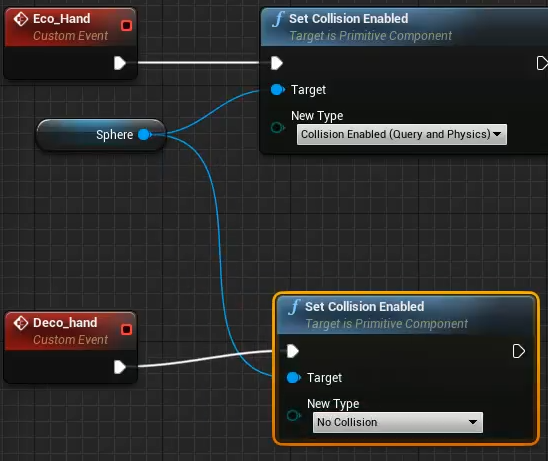 Eco_Hand
Custom Event
f Set Collision Enabled
Target is Primitive Component
Target
New Type
Collision Enabled (Query and Physics)
Sphere
Deco_hand
Custom Event
f Set Collision Enabled
Target is Primitive Component
Target
New Type
No Collision